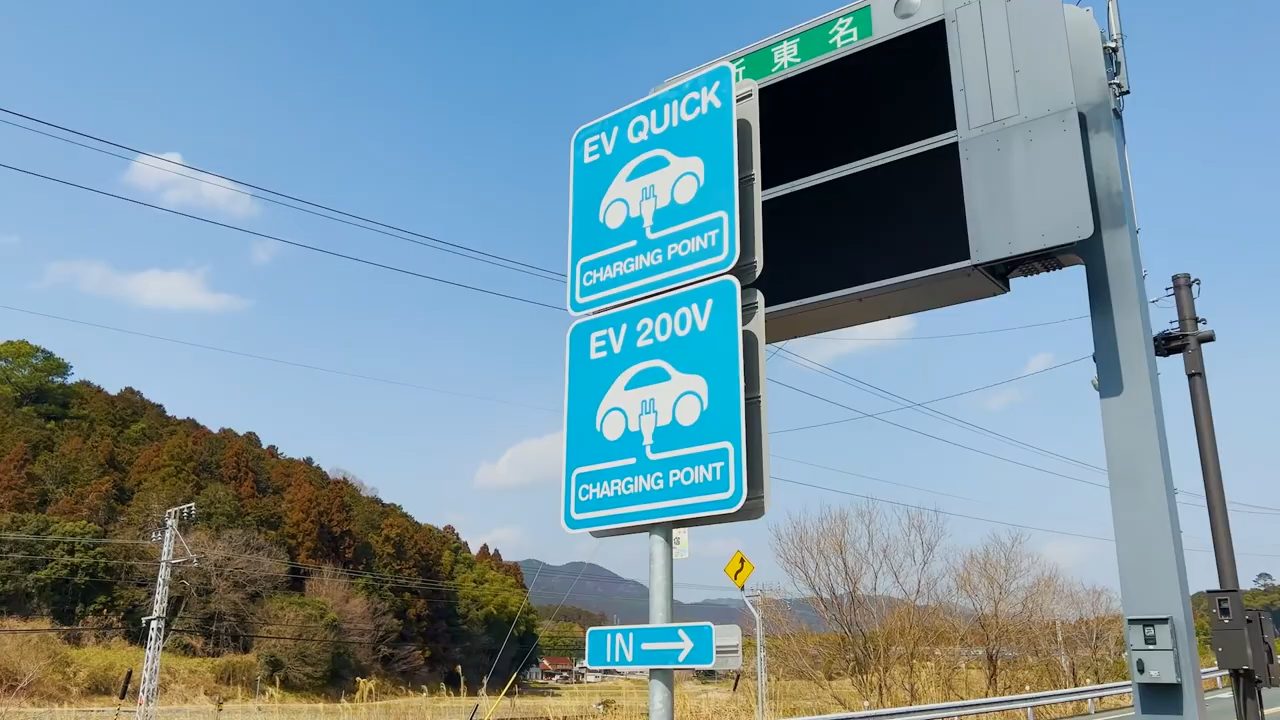 新東名
EV QUICK
CHARGING POINT
EV 200V
CHARGING POINT
IN →